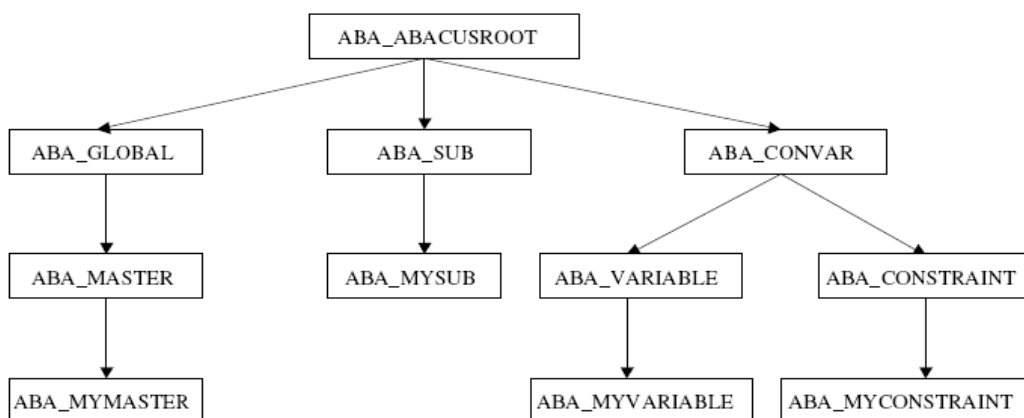 ABA_ABACUSROOT
ABA_GLOBAL
ABA_SUB
ABA_CONVAR
ABA_MASTER
ABA_MYSUB
ABA_VARIABLE
ABA_CONSTRAINT
ABA_MYMASTER
ABA_MYVARIABLE
ABA_MYCONSTRAINT